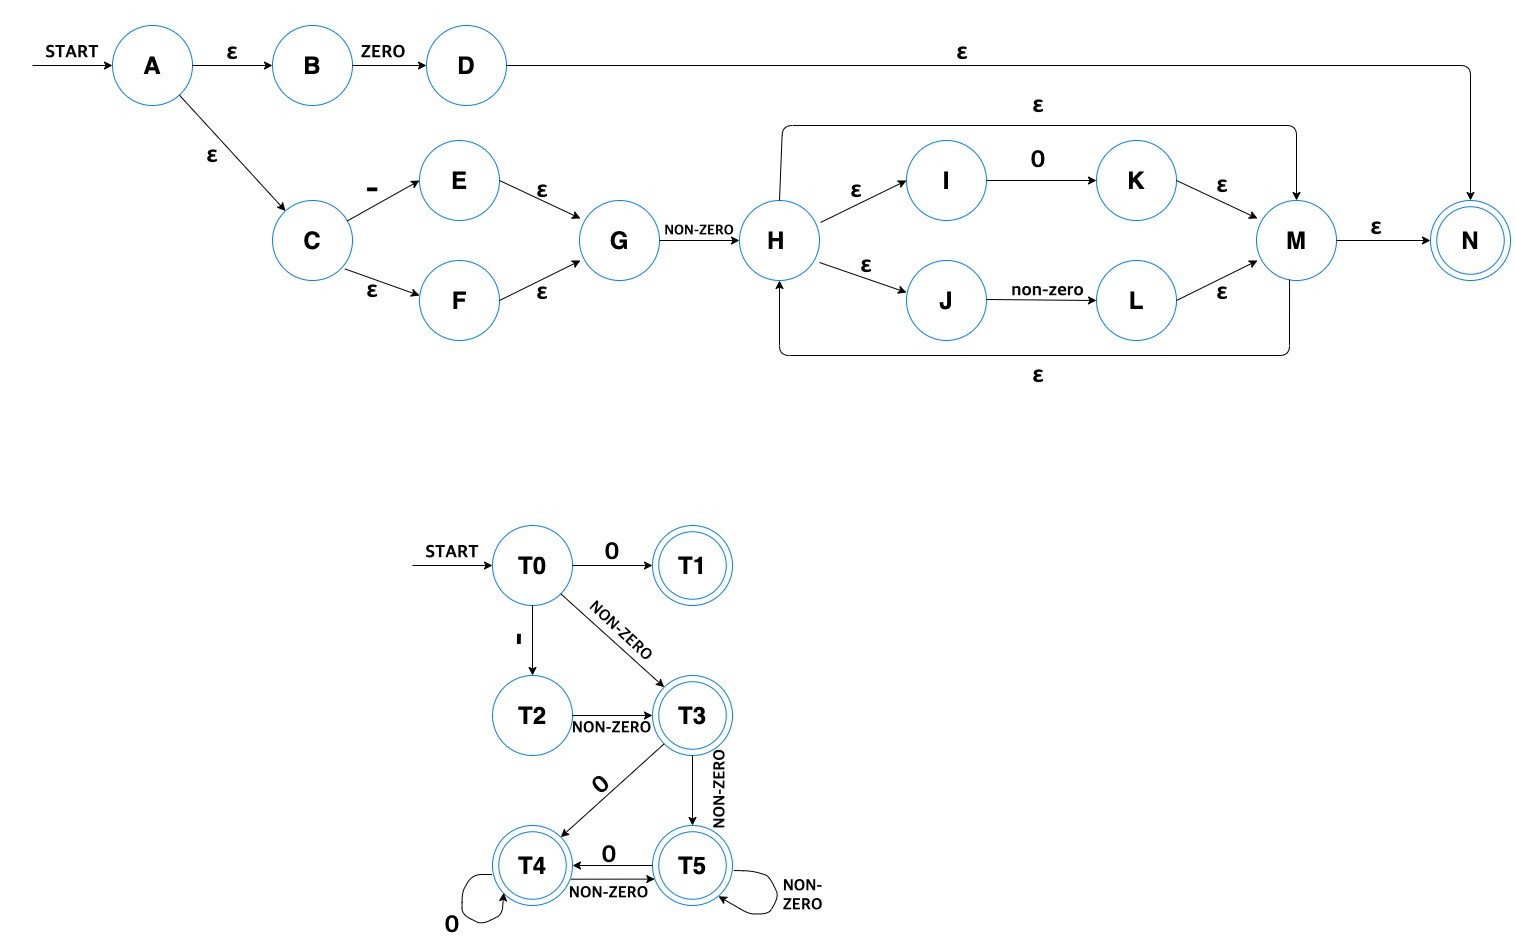 START
A
ε
B
ZERO
D
ε
ε
C
-
E
ε
ε
F
ε
G
NON-ZERO
H
ε
ε
I
0
K
ε
ε
J
non-zero
L
ε
M
ε
N
ε
START
T0
0
T1
NON-ZERO
-
T2
NON-ZERO
T3
0
NON-ZERO
T4
0
NON-ZERO
T5
0
NON-
ZERO